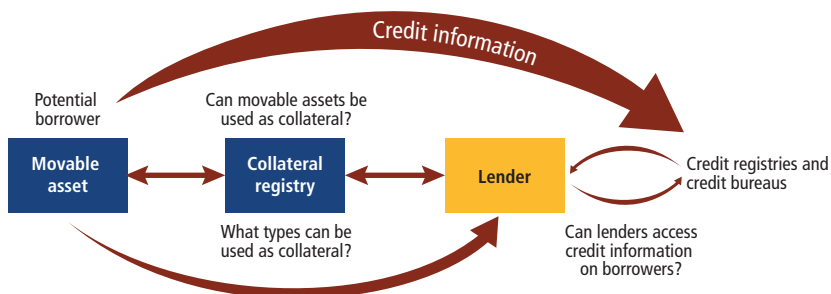 Credit information
Potential
borrower
Can movable assets be
used as collateral?
Movable
asset
Collateral
registry
Lender
Credit registries and
credit bureaus
What types can be
used as collateral?
Can lenders access
credit information
on borrowers?